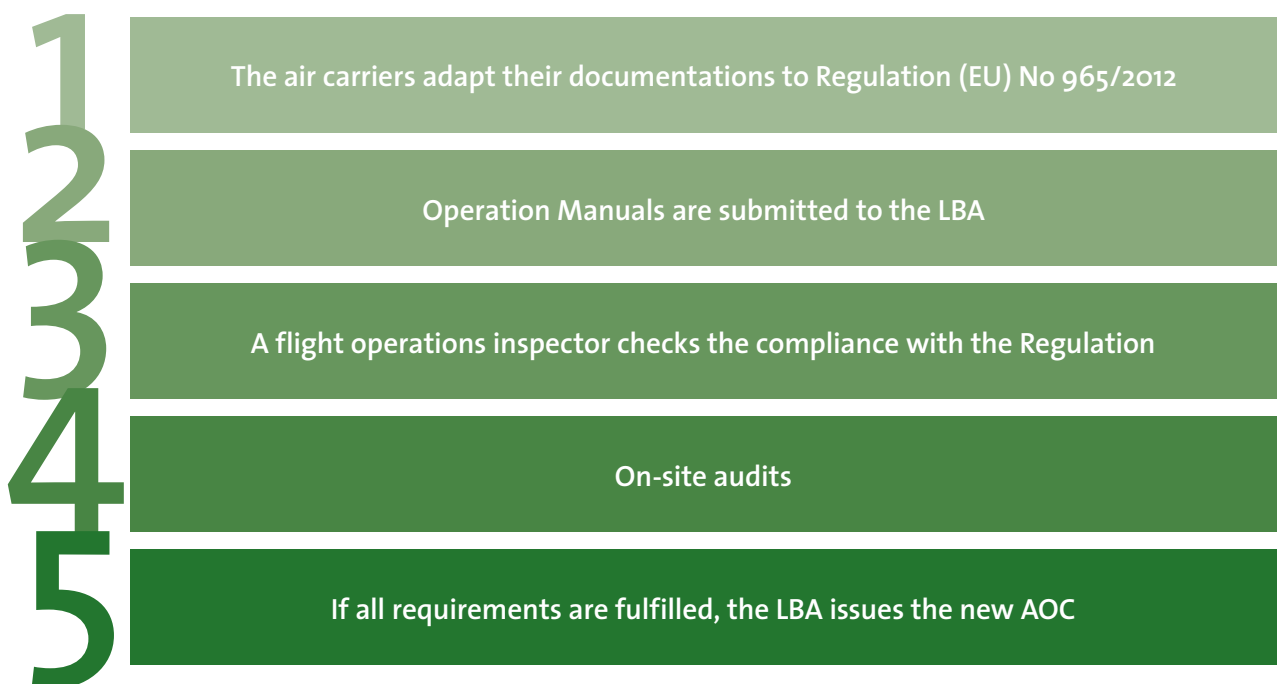 1
The air carriers adapt their documentations to Regulation (EU) No 965/2012
2
Operation Manuals are submitted to the LBA
3
A flight operations inspector checks the compliance with the Regulation
4
On-site audits
5
If all requirements are fulfilled, the LBA issues the new AOC